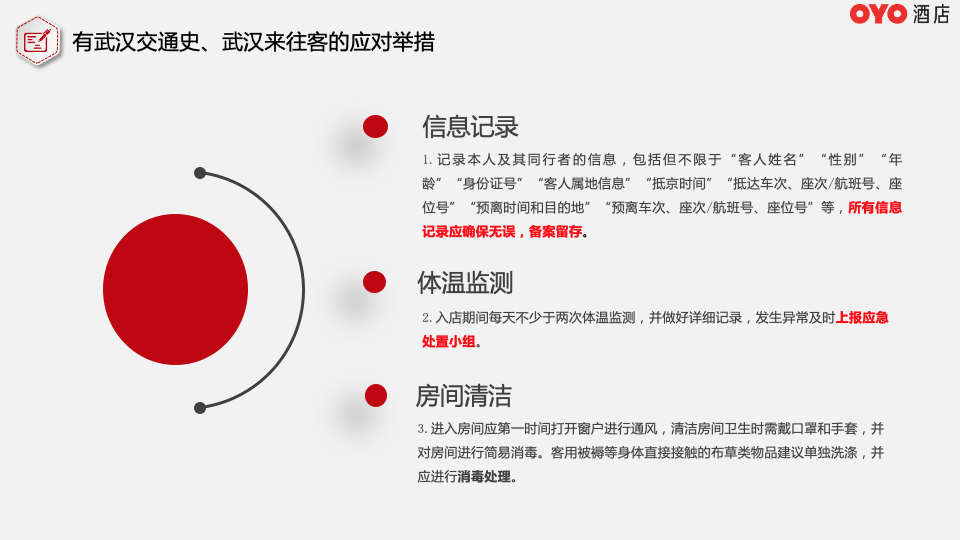 OYO 酒店
有武汉交通史、武汉来往客的应对举措
信息记录
1. 记录本人及其同行者的信息，包括但不限于“客人姓名”“性别”“年
龄”“身份证号”“客人属地信息”“抵京时间”“抵达车次、座次/航班号、座
位号”“预离时间和目的地”“预离车次、座次/航班号、座位号”等，所有信息
记录应确保无误，备案留存。
体温监测
2. 入店期间每天不少于两次体温监测，并做好详细记录，发生异常及时上报应急
处置小组。
房间清洁
3. 进入房间应第一时间打开窗户进行通风，清洁房间卫生时需戴口罩和手套，并
对房间进行简易消毒。客用被褥等身体直接接触的布草类物品建议单独洗涤，并
应进行消毒处理。